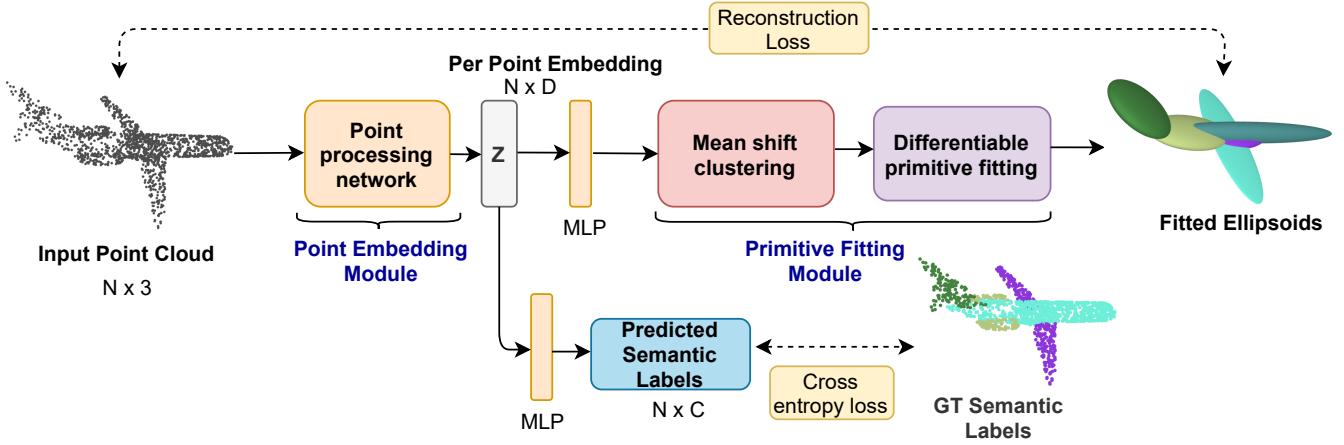 Reconstruction
Loss
Per Point Embedding
N x D
Point
processing
network
Z
MLP
Mean shift
clustering
Differentiable
primitive fitting
Fitted Ellipsoids
Input Point Cloud
N x 3
Point Embedding
Module
Primitive Fitting
Module
MLP
Predicted
Semantic
Labels
N x C
Cross
entropy loss
GT Semantic
Labels